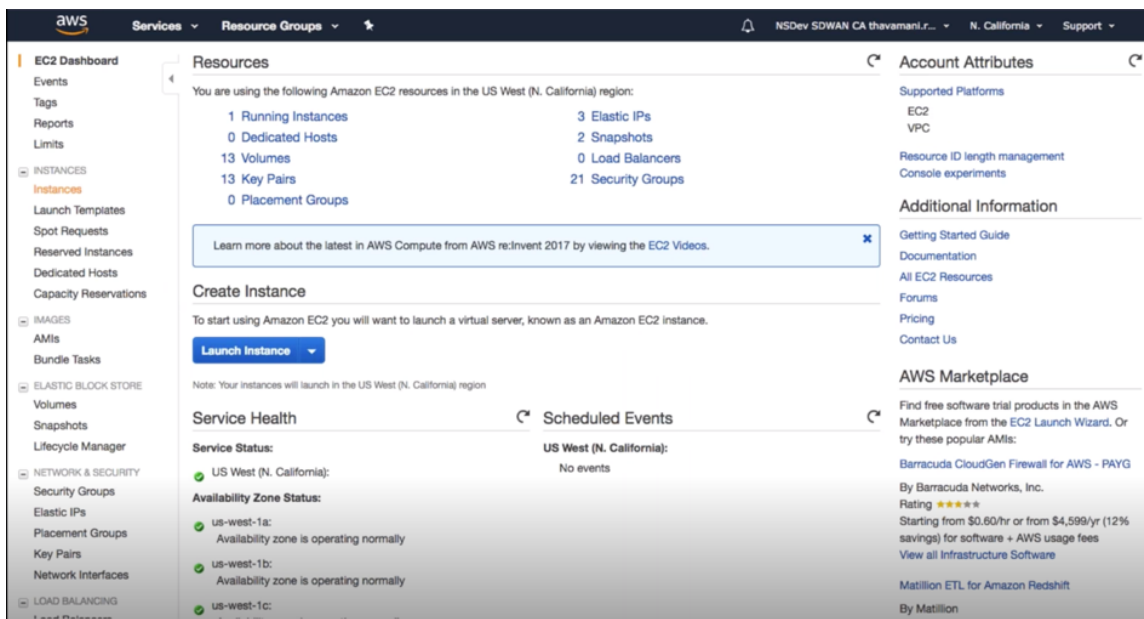 aws
Services
Resource Groups
NSDev SDWAN CA thavamani.r...
N. California
Support
EC2 Dashboard
Events
Tags
Reports
Limits
INSTANCES
Instances
Launch Templates
Spot Requests
Reserved Instances
Dedicated Hosts
Capacity Reservations
IMAGES
AMIs
Bundle Tasks
ELASTIC BLOCK STORE
Volumes
Snapshots
Lifecycle Manager
NETWORK & SECURITY
Security Groups
Elastic IPs
Placement Groups
Key Pairs
Network Interfaces
LOAD BALANCING
Load Balancers
Resources
You are using the following Amazon EC2 resources in the US West (N. California) region:
1 Running Instances
0 Dedicated Hosts
13 Volumes
13 Key Pairs
0 Placement Groups
3 Elastic IPs
2 Snapshots
0 Load Balancers
21 Security Groups
Learn more about the latest in AWS Compute from AWS re:Invent 2017 by viewing the EC2 Videos.
Create Instance
To start using Amazon EC2 you will want to launch a virtual server, known as an Amazon EC2 instance.
Launch Instance
Note: Your instances will launch in the US West (N. California) region
Service Health
Service Status:
US West (N. California):
Availability Zone Status:
us-west-1a:
Availability zone is operating normally
us-west-1b:
Availability zone is operating normally
us-west-1c:
Scheduled Events
US West (N. California):
No events
Account Attributes
Supported Platforms
EC2
VPC
Resource ID length management
Console experiments
Additional Information
Getting Started Guide
Documentation
All EC2 Resources
Forums
Pricing
Contact Us
AWS Marketplace
Find free software trial products in the AWS
Marketplace from the EC2 Launch Wizard. Or
try these popular AMIs:
Barracuda CloudGen Firewall for AWS - PAYG
By Barracuda Networks, Inc.
Rating
Starting from $0.60/hr or from $4,599/yr (12%
savings) for software + AWS usage fees
View all Infrastructure Software
Matillion ETL for Amazon Redshift
By Matillion